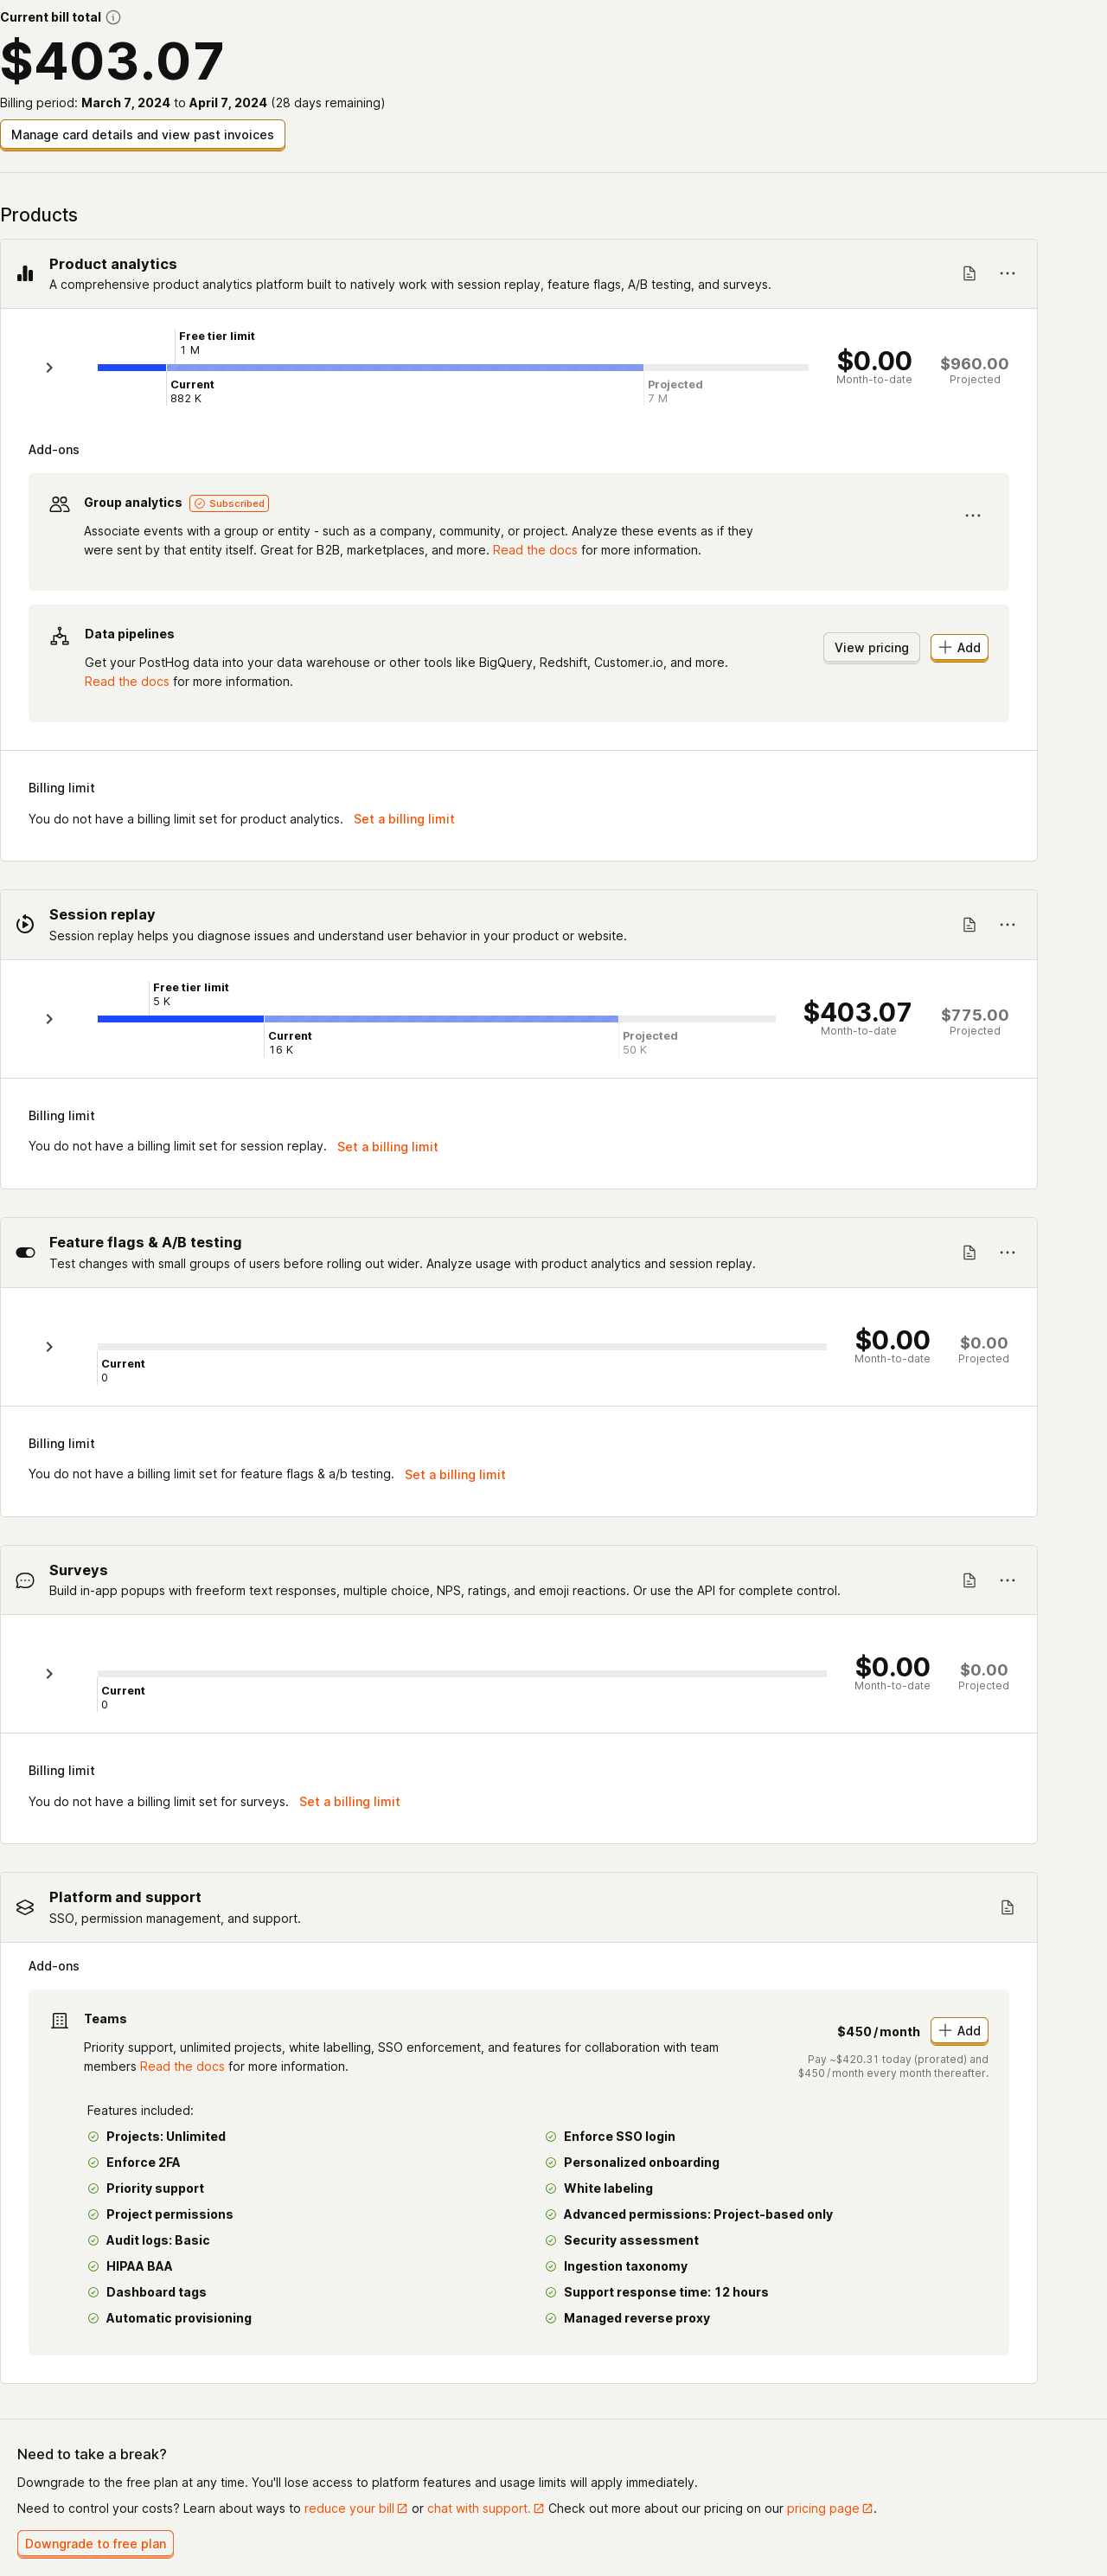 Current bill total
$403.07
Billing period: March 7, 2024 to April 7, 2024 (28 days remaining)
Manage card details and view past invoices
Products
Product analytics
A comprehensive product analytics platform built to natively work with session replay, feature flags, A/B testing, and surveys.
Free tier limit
1 M
Current
882 K
Projected
7 M
$0.00
Month-to-date
$960.00
Projected
Add-ons
Group analytics Subscribed
Associate events with a group or entity - such as a company, community, or project. Analyze these events as if they
were sent by that entity itself. Great for B2B, marketplaces, and more. Read the docs for more information.
Data pipelines
Get your PostHog data into your data warehouse or other tools like BigQuery, Redshift, Customer.io, and more.
Read the docs for more information.
View pricing
Add
Billing limit
You do not have a billing limit set for product analytics. Set a billing limit
Session replay
Session replay helps you diagnose issues and understand user behavior in your product or website.
Free tier limit
5 K
Current
16 K
Projected
50 K
$403.07
Month-to-date
$775.00
Projected
Billing limit
You do not have a billing limit set for session replay. Set a billing limit
Feature flags & A/B testing
Test changes with small groups of users before rolling out wider. Analyze usage with product analytics and session replay.
Current
0
$0.00
Month-to-date
$0.00
Projected
Billing limit
You do not have a billing limit set for feature flags & a/b testing. Set a billing limit
Surveys
Build in-app popups with freeform text responses, multiple choice, NPS, ratings, and emoji reactions. Or use the API for complete control.
Current
0
$0.00
Month-to-date
$0.00
Projected
Billing limit
You do not have a billing limit set for surveys. Set a billing limit
Platform and support
SSO, permission management, and support.
Add-ons
Teams
Priority support, unlimited projects, white labelling, SSO enforcement, and features for collaboration with team
members Read the docs for more information.
$450/month
Add
Pay ~$420.31 today (prorated) and
$450/month every month thereafter.
Features included:
Projects: Unlimited
Enforce 2FA
Priority support
Project permissions
Audit logs: Basic
HIPAA BAA
Dashboard tags
Automatic provisioning
Enforce SSO login
Personalized onboarding
White labeling
Advanced permissions: Project-based only
Security assessment
Ingestion taxonomy
Support response time: 12 hours
Managed reverse proxy
Need to take a break?
Downgrade to the free plan at any time. You'll lose access to platform features and usage limits will apply immediately.
Need to control your costs? Learn about ways to reduce your bill or chat with support. Check out more about our pricing on our pricing page.
Downgrade to free plan